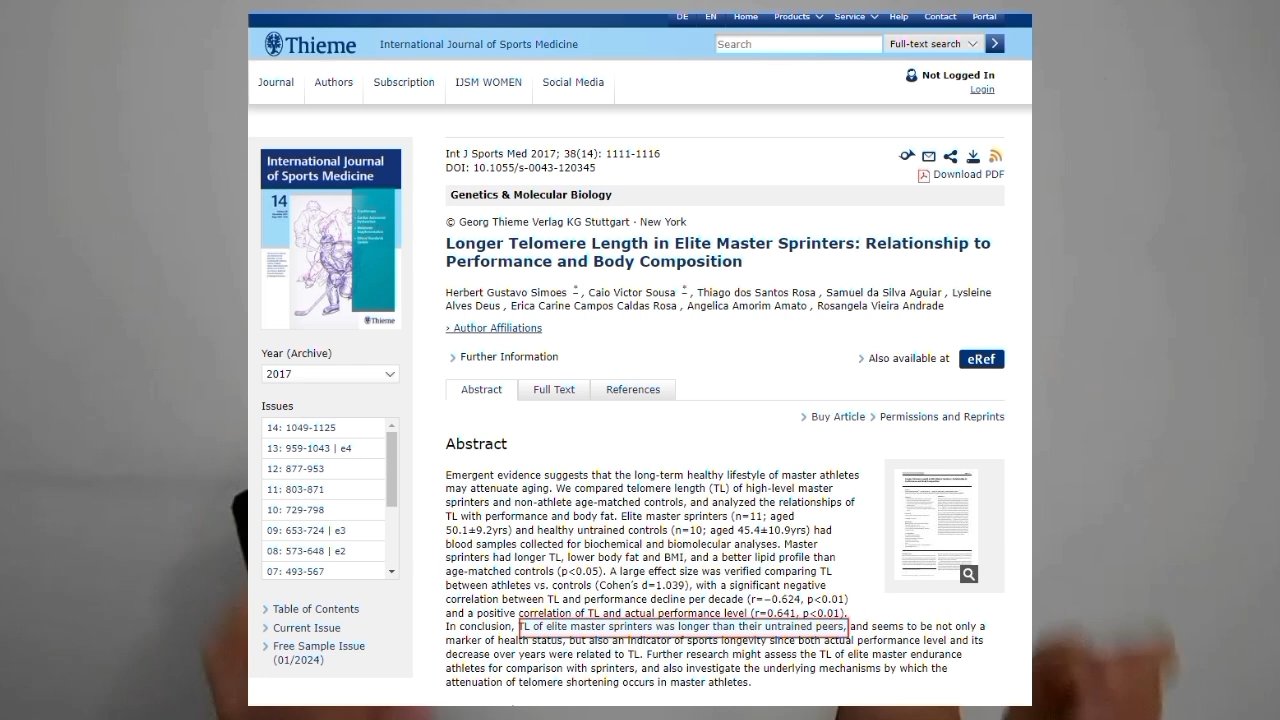 DE EN Home Products Service Help Contact Portal
Thieme International Journal of Sports Medicine Search Full-text search
Journal Authors Subscription IJSM WOMEN Social Media
Not Logged In
Login
International Journal
of Sports Medicine
14
Thieme
Year (Archive)
2017
Issues
14: 1049-1125
13: 959-1043 | e4
12: 877-953
11: 803-871
10: 729-798
09: 653-724 | e3
08: 573-648 | e2
07: 493-567
Table of Contents
Current Issue
Free Sample Issue
(01/2024)
Int J Sports Med 2017; 38(14): 1111-1116
DOI: 10.1055/s-0043-120345
Download PDF
Genetics & Molecular Biology
© Georg Thieme Verlag KG Stuttgart · New York
Longer Telomere Length in Elite Master Sprinters: Relationship to
Performance and Body Composition
Herbert Gustavo Simoes * , Caio Victor Sousa * , Thiago dos Santos Rosa , Samuel da Silva Aguiar , Lysleine
Alves Deus , Erica Carine Campos Caldas Rosa , Angelica Amorim Amato , Rosangela Vieira Andrade
› Author Affiliations
Further Information
Also available at eRef
Abstract Full Text References
Buy Article Permissions and Reprints
Abstract
Emergent evidence suggests that the long-term healthy lifestyle of master athletes
may attenuate aging. We compared telomere length (TL) of high-level master
sprinters and non-athlete age-matched controls, and analyzed the relationships of
TL with performance and body fat. Elite master sprinters (n=11; aged
50.1±9.2yrs) and healthy untrained controls (n=10; aged 45.4±10.9yrs) had
blood samples collected for biochemical and biomolecular analyses. Master
sprinters had longer TL, lower body fat and BMI, and a better lipid profile than
age-matched controls (p<0.05). A large effect size was verified comparing TL
between athletes vs. controls (Cohen's d=1.039), with a significant negative
correlation between TL and performance decline per decade (r=−0.624, p<0.01)
and a positive correlation of TL and actual performance level (r=0.641, p<0.01).
In conclusion, TL of elite master sprinters was longer than their untrained peers, and seems to be not only a
marker of health status, but also an indicator of sports longevity since both actual performance level and its
decrease over years were related to TL. Further research might assess the TL of elite master endurance
athletes for comparison with sprinters, and also investigate the underlying mechanisms by which the
attenuation of telomere shortening occurs in master athletes.